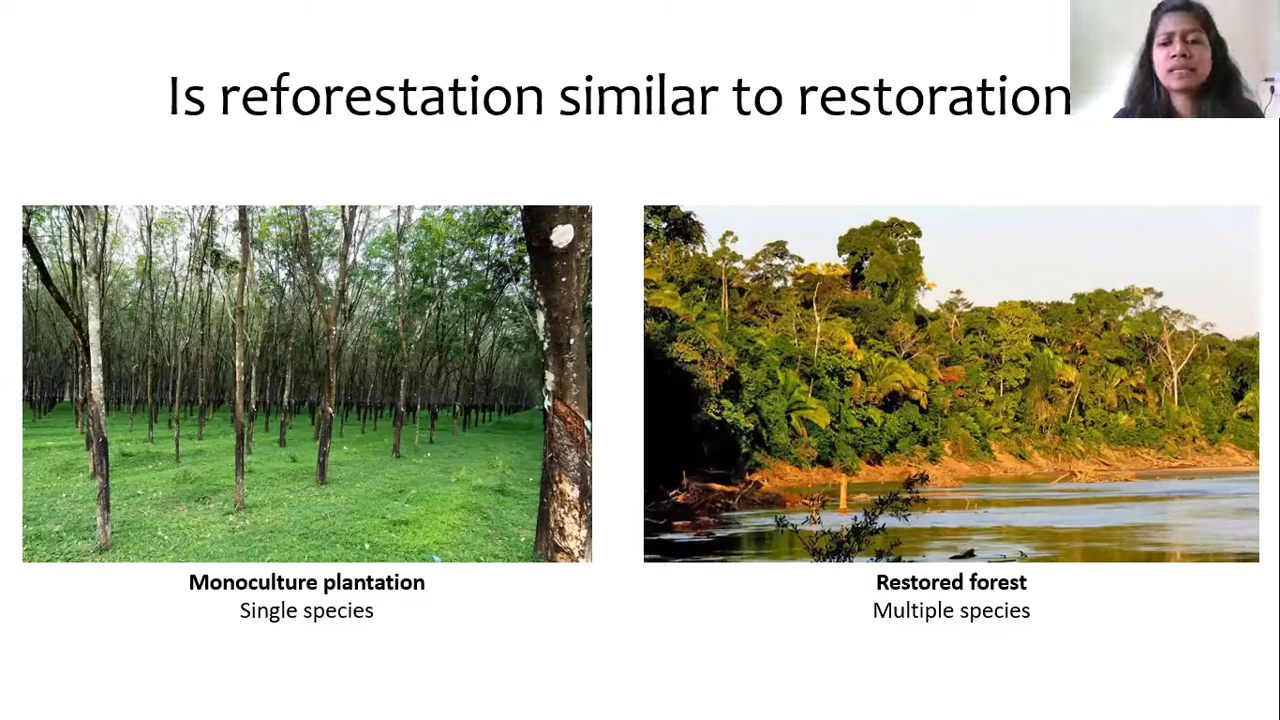 Is reforestation similar to restoration
Monoculture plantation
Single species
Restored forest
Multiple species